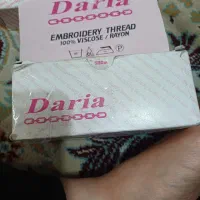 Daria
EMBROIDERY THREAD
100% VISCOSE / RAYON
P
Daria